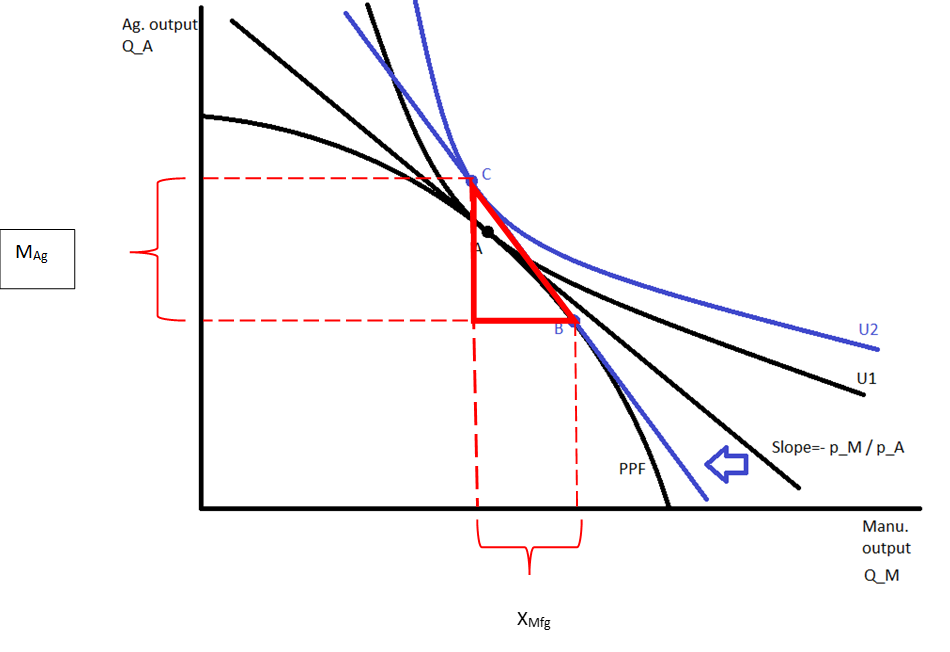 Ag. output
Q_A
C
M_Ag
A
B
U2
U1
Slope=- p_M / p_A
PPF
Manu.
output
Q_M
X_Mfg